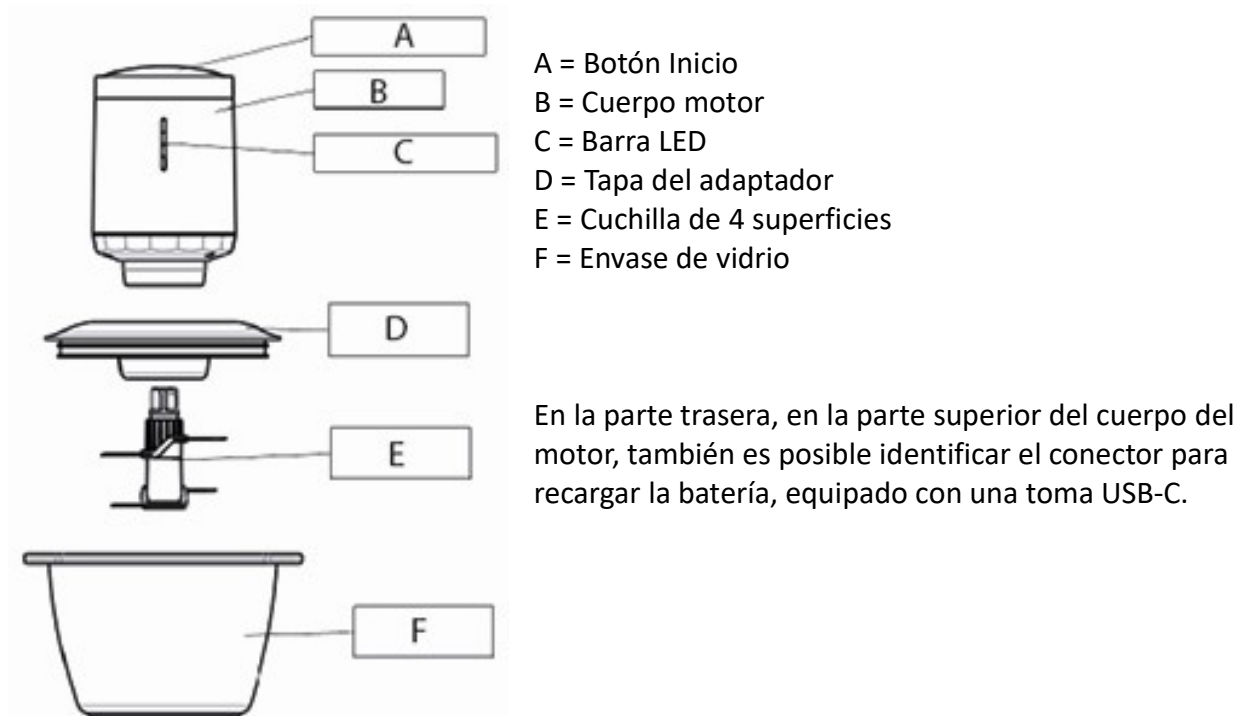 A
B
C
D
E
F
A = Botón Inicio
B = Cuerpo motor
C = Barra LED
D = Tapa del adaptador
E = Cuchilla de 4 superficies
F = Envase de vidrio
En la parte trasera, en la parte superior del cuerpo del
motor, también es posible identificar el conector para
recargar la batería, equipado con una toma USB-C.